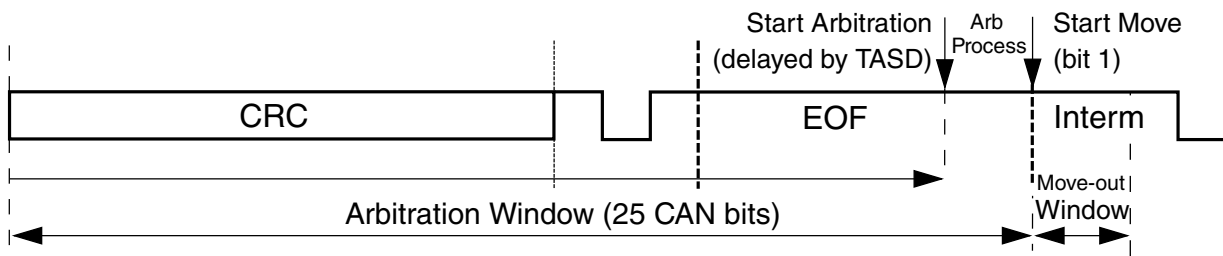 Start Arbitration
(delayed by TASD)
Arb
Process
Start Move
(bit 1)
CRC
EOF
Interm
Move-out
Window
Arbitration Window (25 CAN bits)